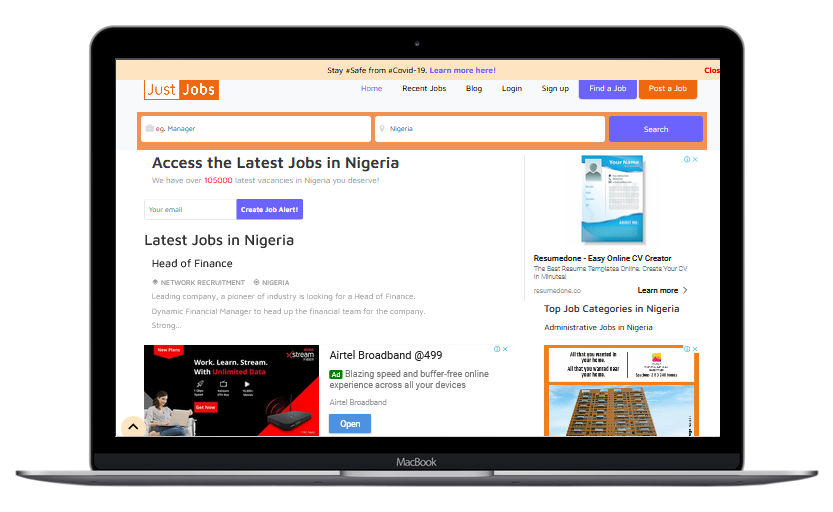 Stay #Safe from #Covid-19. Learn more here!
Clos
Just Jobs
Home
Recent Jobs
Blog
Login
Sign up
Find a Job
Post a Job
eg. Manager
Nigeria
Search
Access the Latest Jobs in Nigeria
We have over 105000 latest vacancies in Nigeria you deserve!
Your email
Create Job Alert!
Latest Jobs in Nigeria
Head of Finance
NETWORK RECRUITMENT
NIGERIA
Leading company, a pioneer of industry is looking for a Head of Finance.
Dynamic Financial Manager to head up the financial team for the company.
Strong...
New Plans
Work. Learn. Stream.
With Unlimited Data
Get Now
xstream
Airtel Broadband @499
Ad Blazing speed and buffer-free online
experience across all your devices
Airtel Broadband
Open
Your Name
ABOUT ME
Resumedone - Easy Online CV Creator
The Best Resume Templates Online. Create Your CV
in Minutes!
resumedone.co
Learn more
Top Job Categories in Nigeria
Administrative Jobs in Nigeria
All that you wanted in
your home.
All that you wanted near
home.
MacBook